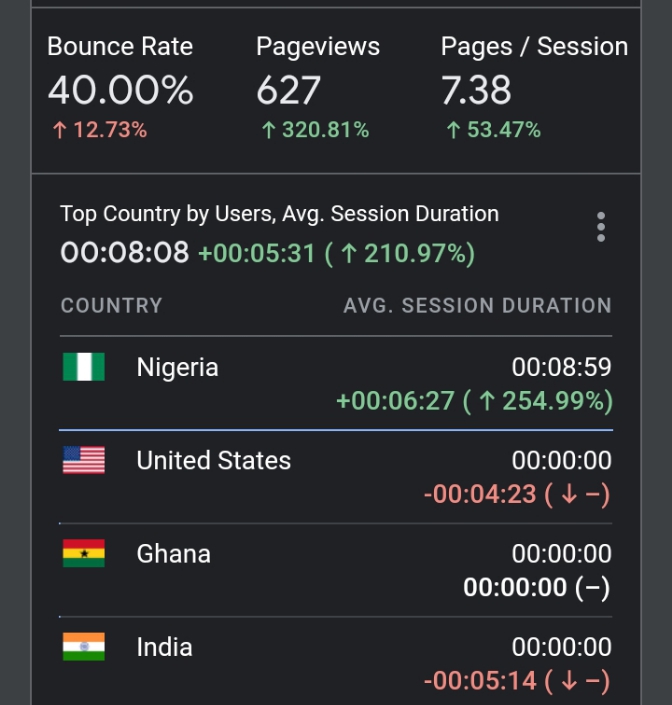 Bounce Rate Pageviews Pages / Session
40.00% 627 7.38
↑ 12.73% ↑ 320.81% ↑ 53.47%
Top Country by Users, Avg. Session Duration
00:08:08 +00:05:31 ( ↑ 210.97%)
COUNTRY AVG. SESSION DURATION
Nigeria 00:08:59
+00:06:27 ( ↑ 254.99%)
United States 00:00:00
-00:04:23 ( ↓ –)
Ghana 00:00:00
00:00:00 (–)
India 00:00:00
-00:05:14 ( ↓ –)